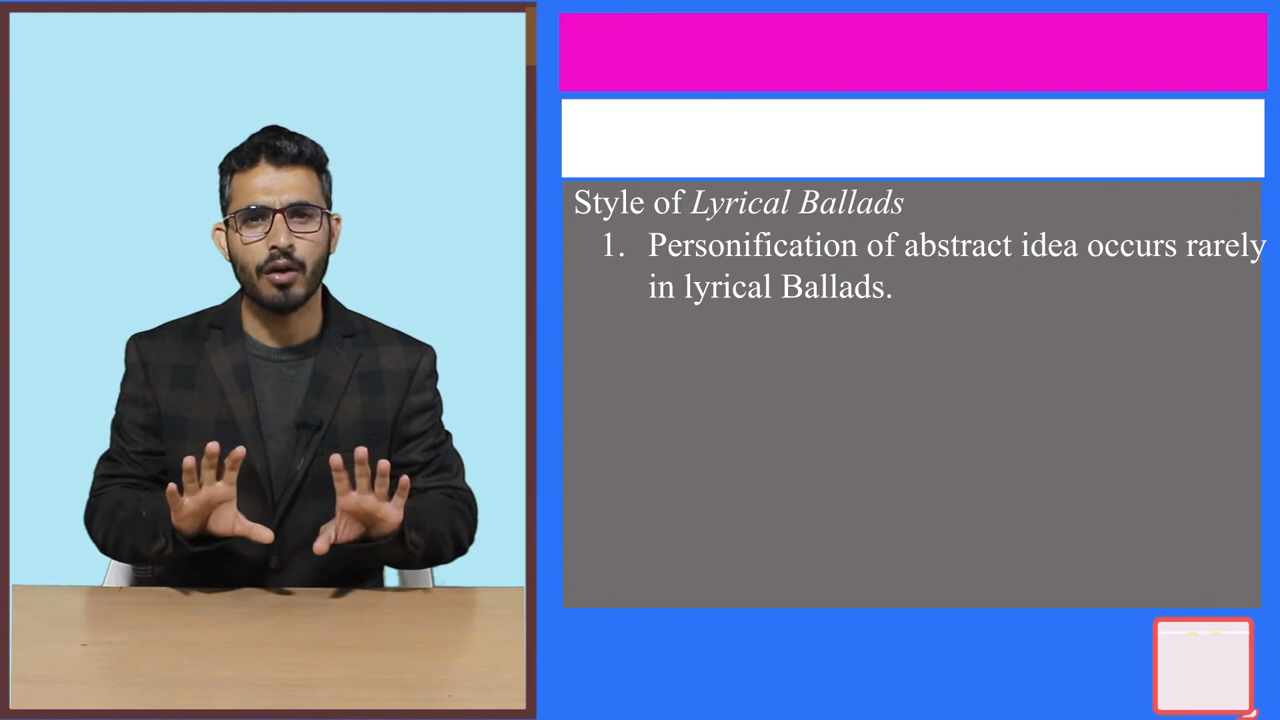 Style of Lyrical Ballads
1. Personification of abstract idea occurs rarely
in lyrical Ballads.